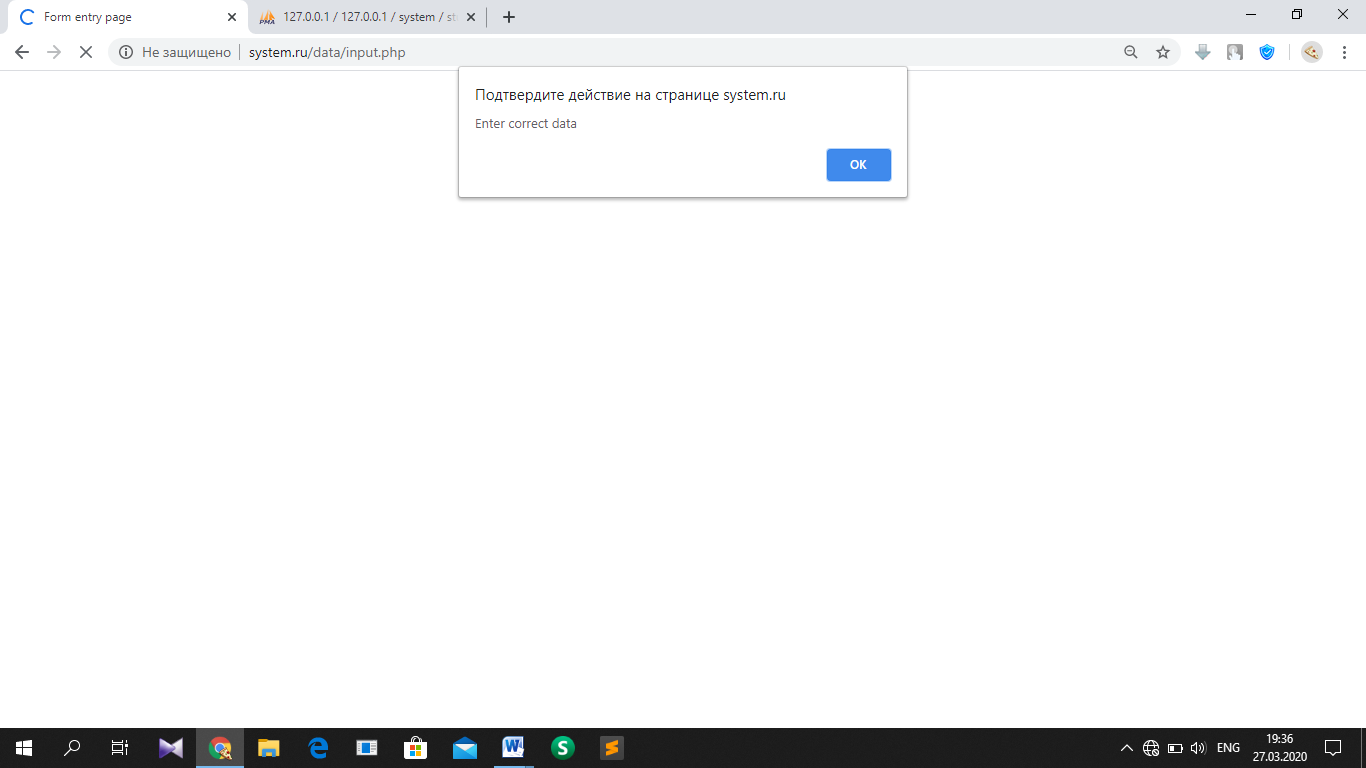 Form entry page
127.0.0.1 / 127.0.0.1 / system / st
Не защищено
system.ru/data/input.php
Подтвердите действие на странице system.ru
Enter correct data
OK
ENG
19:36
27.03.2020